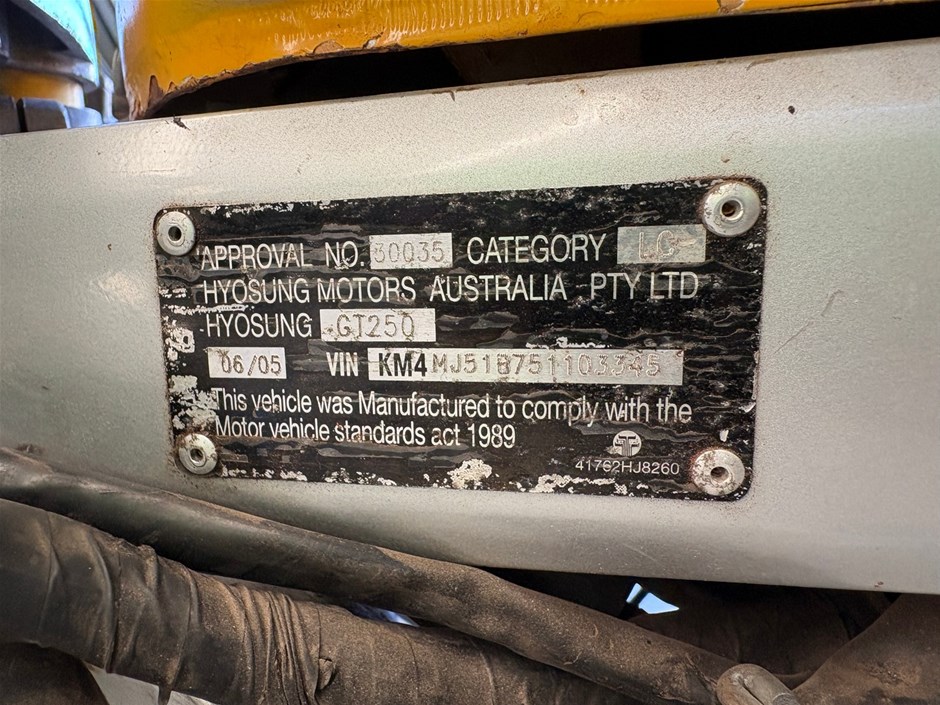 APPROVAL NO. 30035 CATEGORY LC
HYOSUNG MOTORS AUSTRALIA PTY LTD
HYOSUNG GT250
06/05 VIN KM4MJ51B751103345
This vehicle was Manufactured to comply with the
Motor vehicle standards act 1989
41762HJ8260